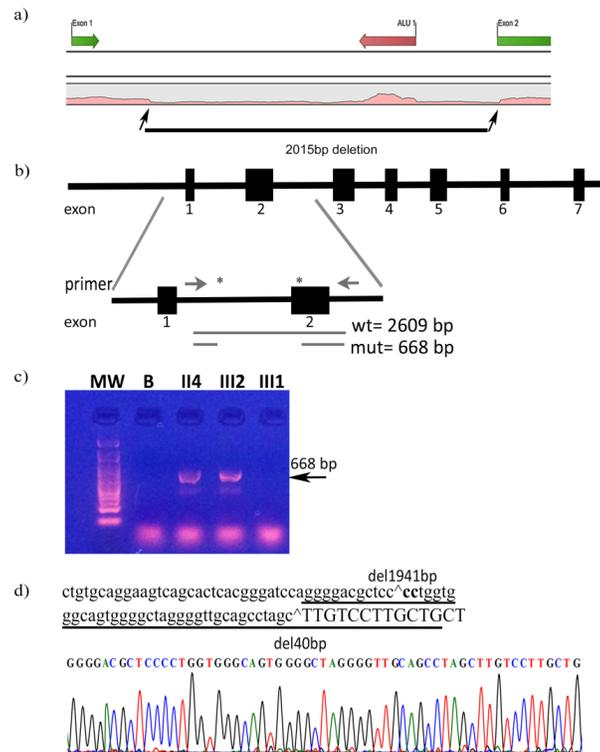 a)
Exon 1
ALU 1
Exon 2
2015bp deletion
b)
exon 1 2 3 4 5 6 7
primer * *
exon 1 2
wt= 2609 bp
mut= 668 bp
c)
MW B II4 III2 III1
668 bp
d)
del1941bp
ctgtgcaggaagtcagcactcacgggatccaggggacgctcc^cctggtg
ggcagtggggctaggggttgcagcctagc^TTGTCCTTGCTGCT
del40bp
GGGGACGCTCCCCTGGTGGGCAGTGGGGCTAGGGGTTGCAGCCTAGCTTGTCCTTGCTG